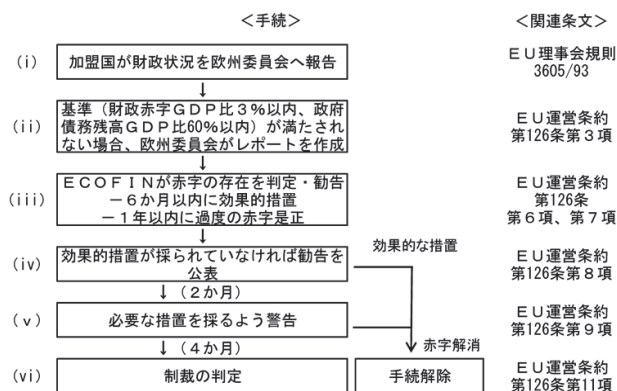 ＜手続＞
＜関連条文＞
(i)
加盟国が財政状況を欧州委員会へ報告
ＥＵ理事会規則
3605/93
↓
(ii)
基準（財政赤字ＧＤＰ比３％以内、政府
債務残高ＧＤＰ比60％以内）が満たされ
ない場合、欧州委員会がレポートを作成
ＥＵ運営条約
第126条第３項
↓
(iii)
ＥＣＯＦＩＮが赤字の存在を判定・勧告
－６か月以内に効果的措置
－１年以内に過度の赤字是正
ＥＵ運営条約
第126条
第６項、第７項
↓
(iv)
効果的措置が採られていなければ勧告を
公表
効果的な措置
ＥＵ運営条約
第126条第８項
↓（２か月）
(v)
必要な措置を採るよう警告
ＥＵ運営条約
第126条第９項
↓（４か月）
赤字解消
(vi)
制裁の判定
手続解除
ＥＵ運営条約
第126条第11項